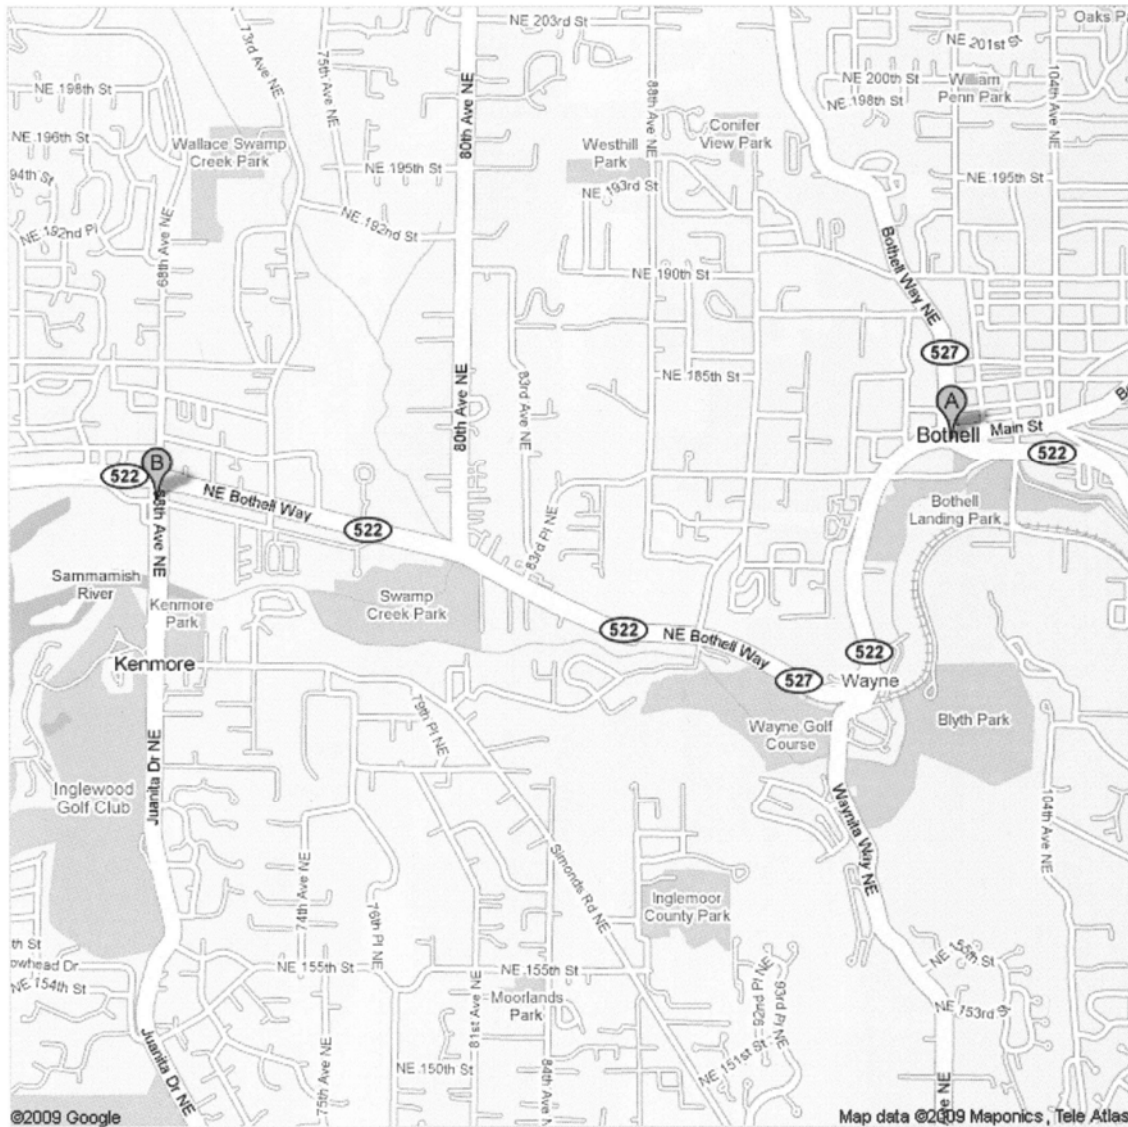 NE 203rd St
Oaks Pa
73rd Ave NE
75th Ave NE
80th Ave NE
88th Ave NE
NE 201st St
NE 198th St
NE 200th St
William
Penn Park
104th Ave NE
NE 198th St
NE 196th St
Wallace Swamp
Creek Park
Westhill
Park
Conifer
View Park
94th St
NE 195th St
NE 193rd St
NE 195th St
NE 192nd Pl
NE 192nd St
68th Ave NE
Bothell Way NE
NE 190th St
527
83rd Ave NE
NE 185th St
80th Ave NE
A
Bothell
Main St
B
522
522
68th Ave NE
NE Bothell Way
522
83rd Pl NE
Bothell
Landing Park
Sammamish
River
Kenmore
Park
Swamp
Creek Park
522
NE Bothell Way
522
527
Wayne
Kenmore
79th Pl NE
Wayne Golf
Course
Blyth Park
Juanita Dr NE
Inglewood
Golf Club
Waynita Way NE
104th Ave NE
Simonds Rd NE
74th Ave NE
76th Pl NE
Inglemoor
County Park
th St
owhead Dr
NE 154th St
NE 155th St
NE 155th St
NE 155th St
Moorlands
Park
81st Ave NE
92nd Pl NE
93rd Pl NE
NE 153rd St
Juanita Dr NE
75th Ave NE
NE 150th St
84th Ave N
NE 151st St
e NE
©2009 Google
Map data ©2009 Maponics, Tele Atlas